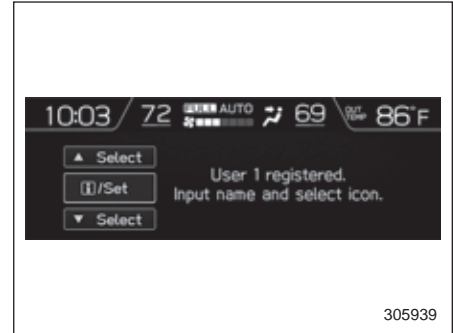 10:03 72 FULL AUTO 69 OUT TEMP 86°F
▲ Select
i/Set
▼ Select
User 1 registered.
Input name and select icon.
305939